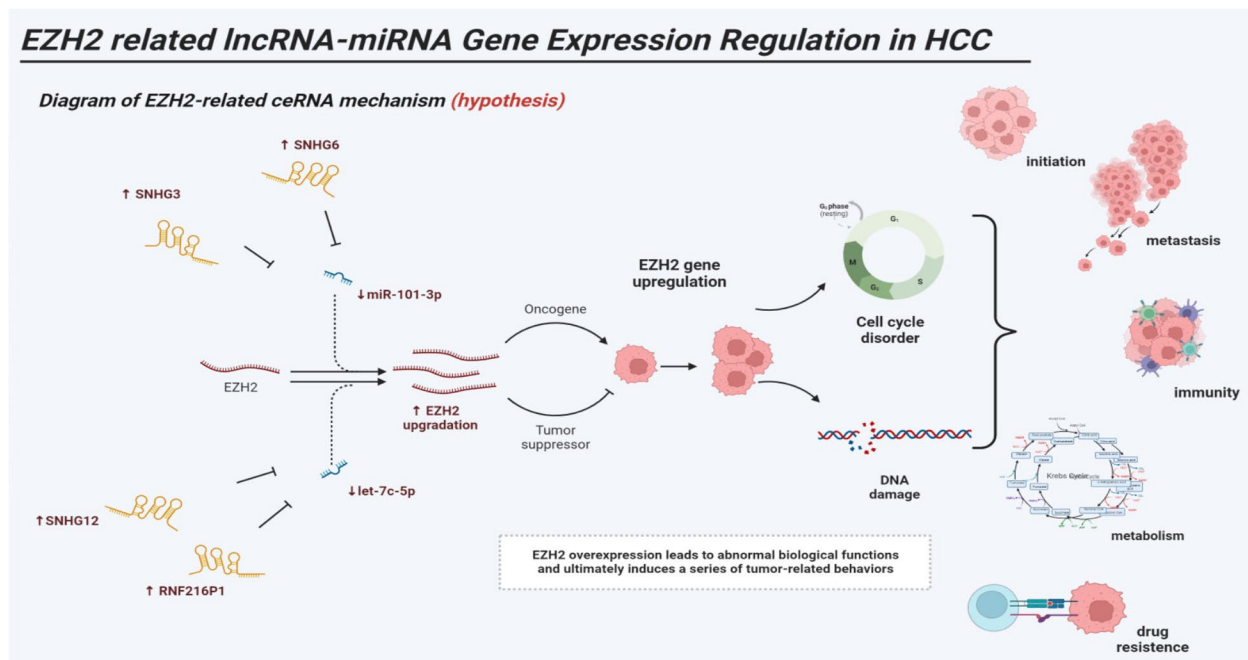 EZH2 related lncRNA-miRNA Gene Expression Regulation in HCC
Diagram of EZH2-related ceRNA mechanism (hypothesis)
↑ SNHG6
↑ SNHG3
↓miR-101-3p
EZH2
↑ EZH2
upgradation
↓let-7c-5p
↑SNHG12
↑ RNF216P1
Oncogene
Tumor
suppressor
EZH2 gene
upregulation
G₀ phase
(resting)
G₁
S
G₂
M
Cell cycle
disorder
DNA
damage
EZH2 overexpression leads to abnormal biological functions
and ultimately induces a series of tumor-related behaviors
initiation
metastasis
immunity
Krebs Cycle
metabolism
drug
resistence